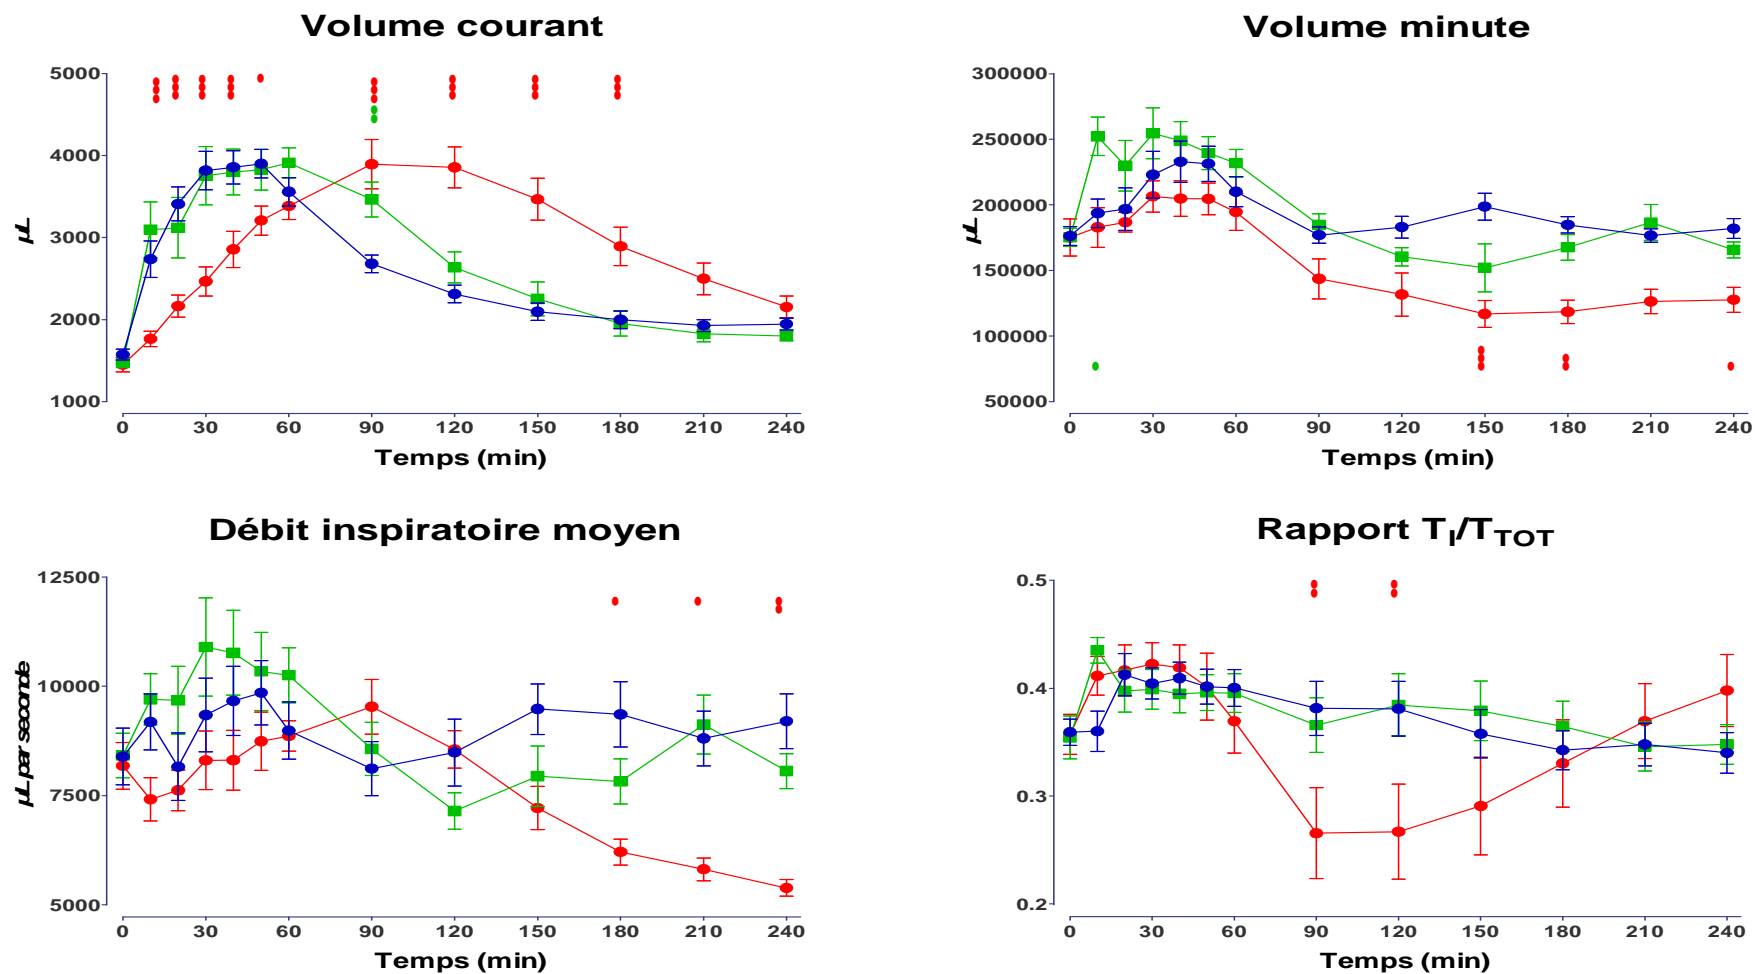 Volume courant
5000
4000
3000
2000
1000
µL
0 30 60 90 120 150 180 210 240
Temps (min)
Volume minute
300000
250000
200000
150000
100000
50000
µL
0 30 60 90 120 150 180 210 240
Temps (min)
Débit inspiratoire moyen
12500
10000
7500
5000
µL par seconde
0 30 60 90 120 150 180 210 240
Temps (min)
Rapport TI/TTOT
0.5
0.4
0.3
0.2
0 30 60 90 120 150 180 210 240
Temps (min)